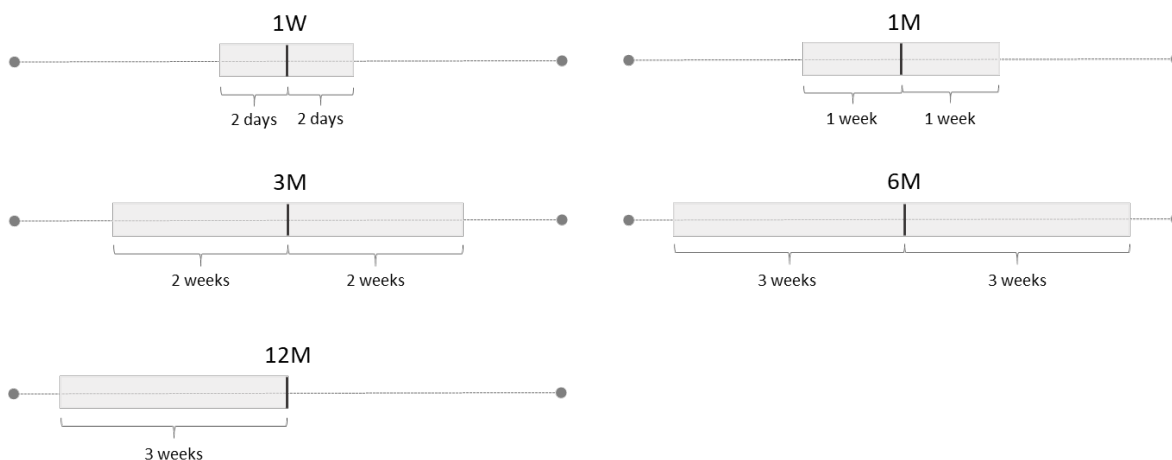 1W
2 days 2 days
1M
1 week 1 week
3M
2 weeks 2 weeks
6M
3 weeks 3 weeks
12M
3 weeks